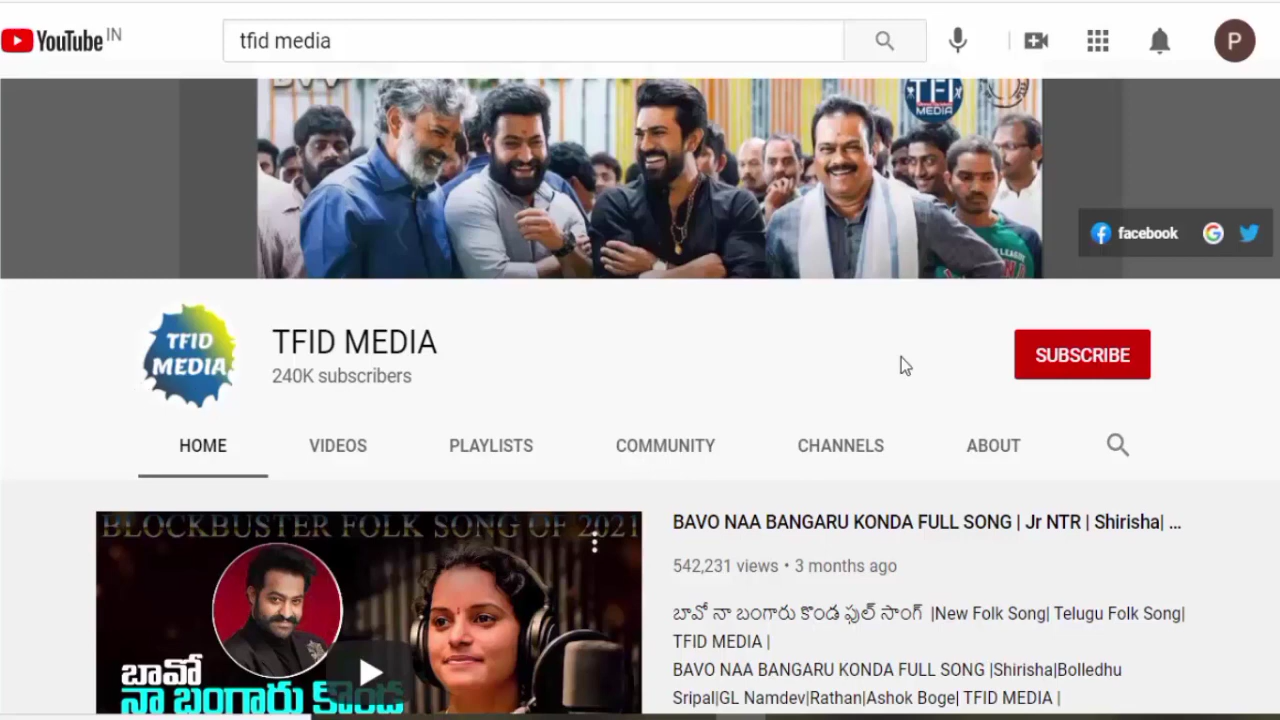 YouTube IN
tfid media
P
TFI
MEDIA
facebook
TFID
MEDIA
TFID MEDIA
240K subscribers
SUBSCRIBE
HOME
VIDEOS
PLAYLISTS
COMMUNITY
CHANNELS
ABOUT
BLOCKBUSTER FOLK SONG OF 2021
బావో
నా బంగారు కొండ
BAVO NAA BANGARU KONDA FULL SONG | Jr NTR | Shirisha| ...
542,231 views • 3 months ago
బావో నా బంగారు కొండ ఫుల్ సాంగ్ |New Folk Song| Telugu Folk Song|
TFID MEDIA |
BAVO NAA BANGARU KONDA FULL SONG |Shirisha|Bolledhu
Sripal|GL Namdev|Rathan|Ashok Boge| TFID MEDIA |